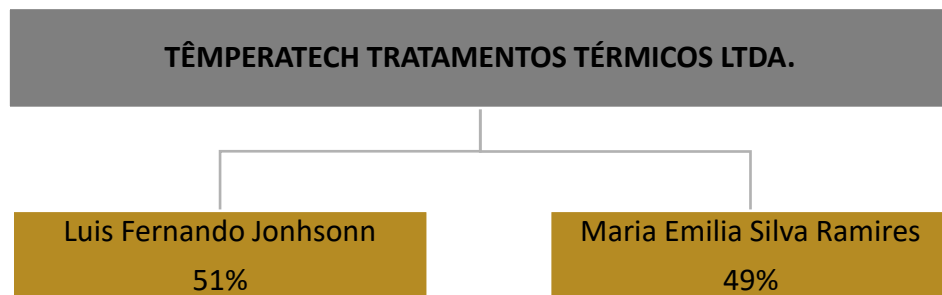 TÊMPERATECH TRATAMENTOS TÉRMICOS LTDA.
Luis Fernando Jonhsonn
51%
Maria Emilia Silva Ramires
49%